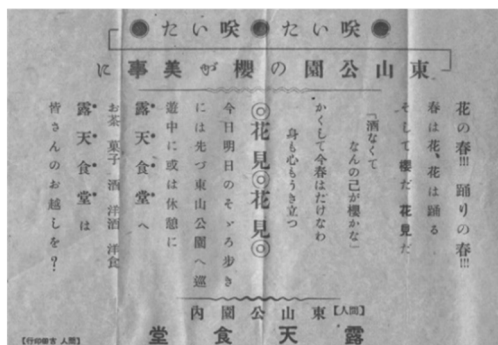 ●咲いた●咲いた●
東山公園の櫻が美事に
花の春!!! 踊りの春!!!
春は花、花は踊る
そして櫻だ 花見だ
「酒なくて
なんの己が櫻かな」
かくして今春はたけなわ
身も心もうき立つ
◎花見◎花見◎
今日明日のそゞろ歩き
には先づ東山公園へ巡
道中に或は休憩に
露天食堂へ
お茶 菓子 酒 洋酒 洋食
露天食堂は
皆さんのお越しを?
【人間】東山公園内
露天食堂